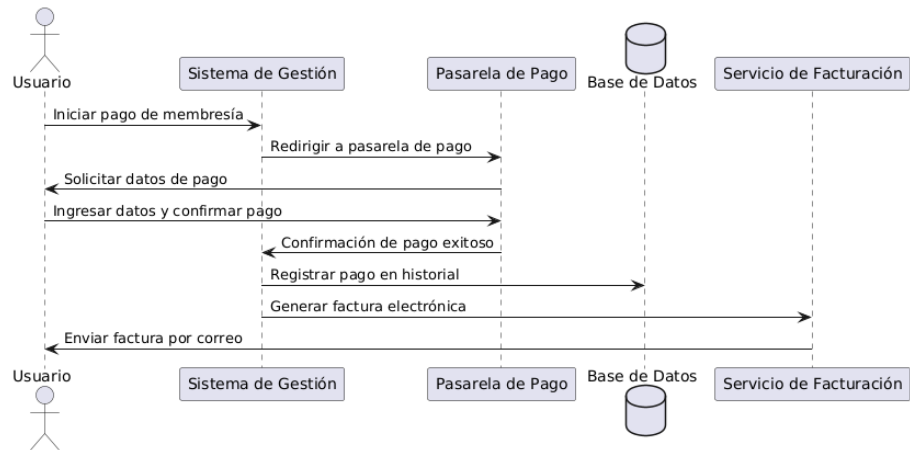 Usuario
Sistema de Gestión
Pasarela de Pago
Base de Datos
Servicio de Facturación
Iniciar pago de membresía
Redirigir a pasarela de pago
Solicitar datos de pago
Ingresar datos y confirmar pago
Confirmación de pago exitoso
Registrar pago en historial
Generar factura electrónica
Enviar factura por correo
Usuario
Sistema de Gestión
Pasarela de Pago
Base de Datos
Servicio de Facturación